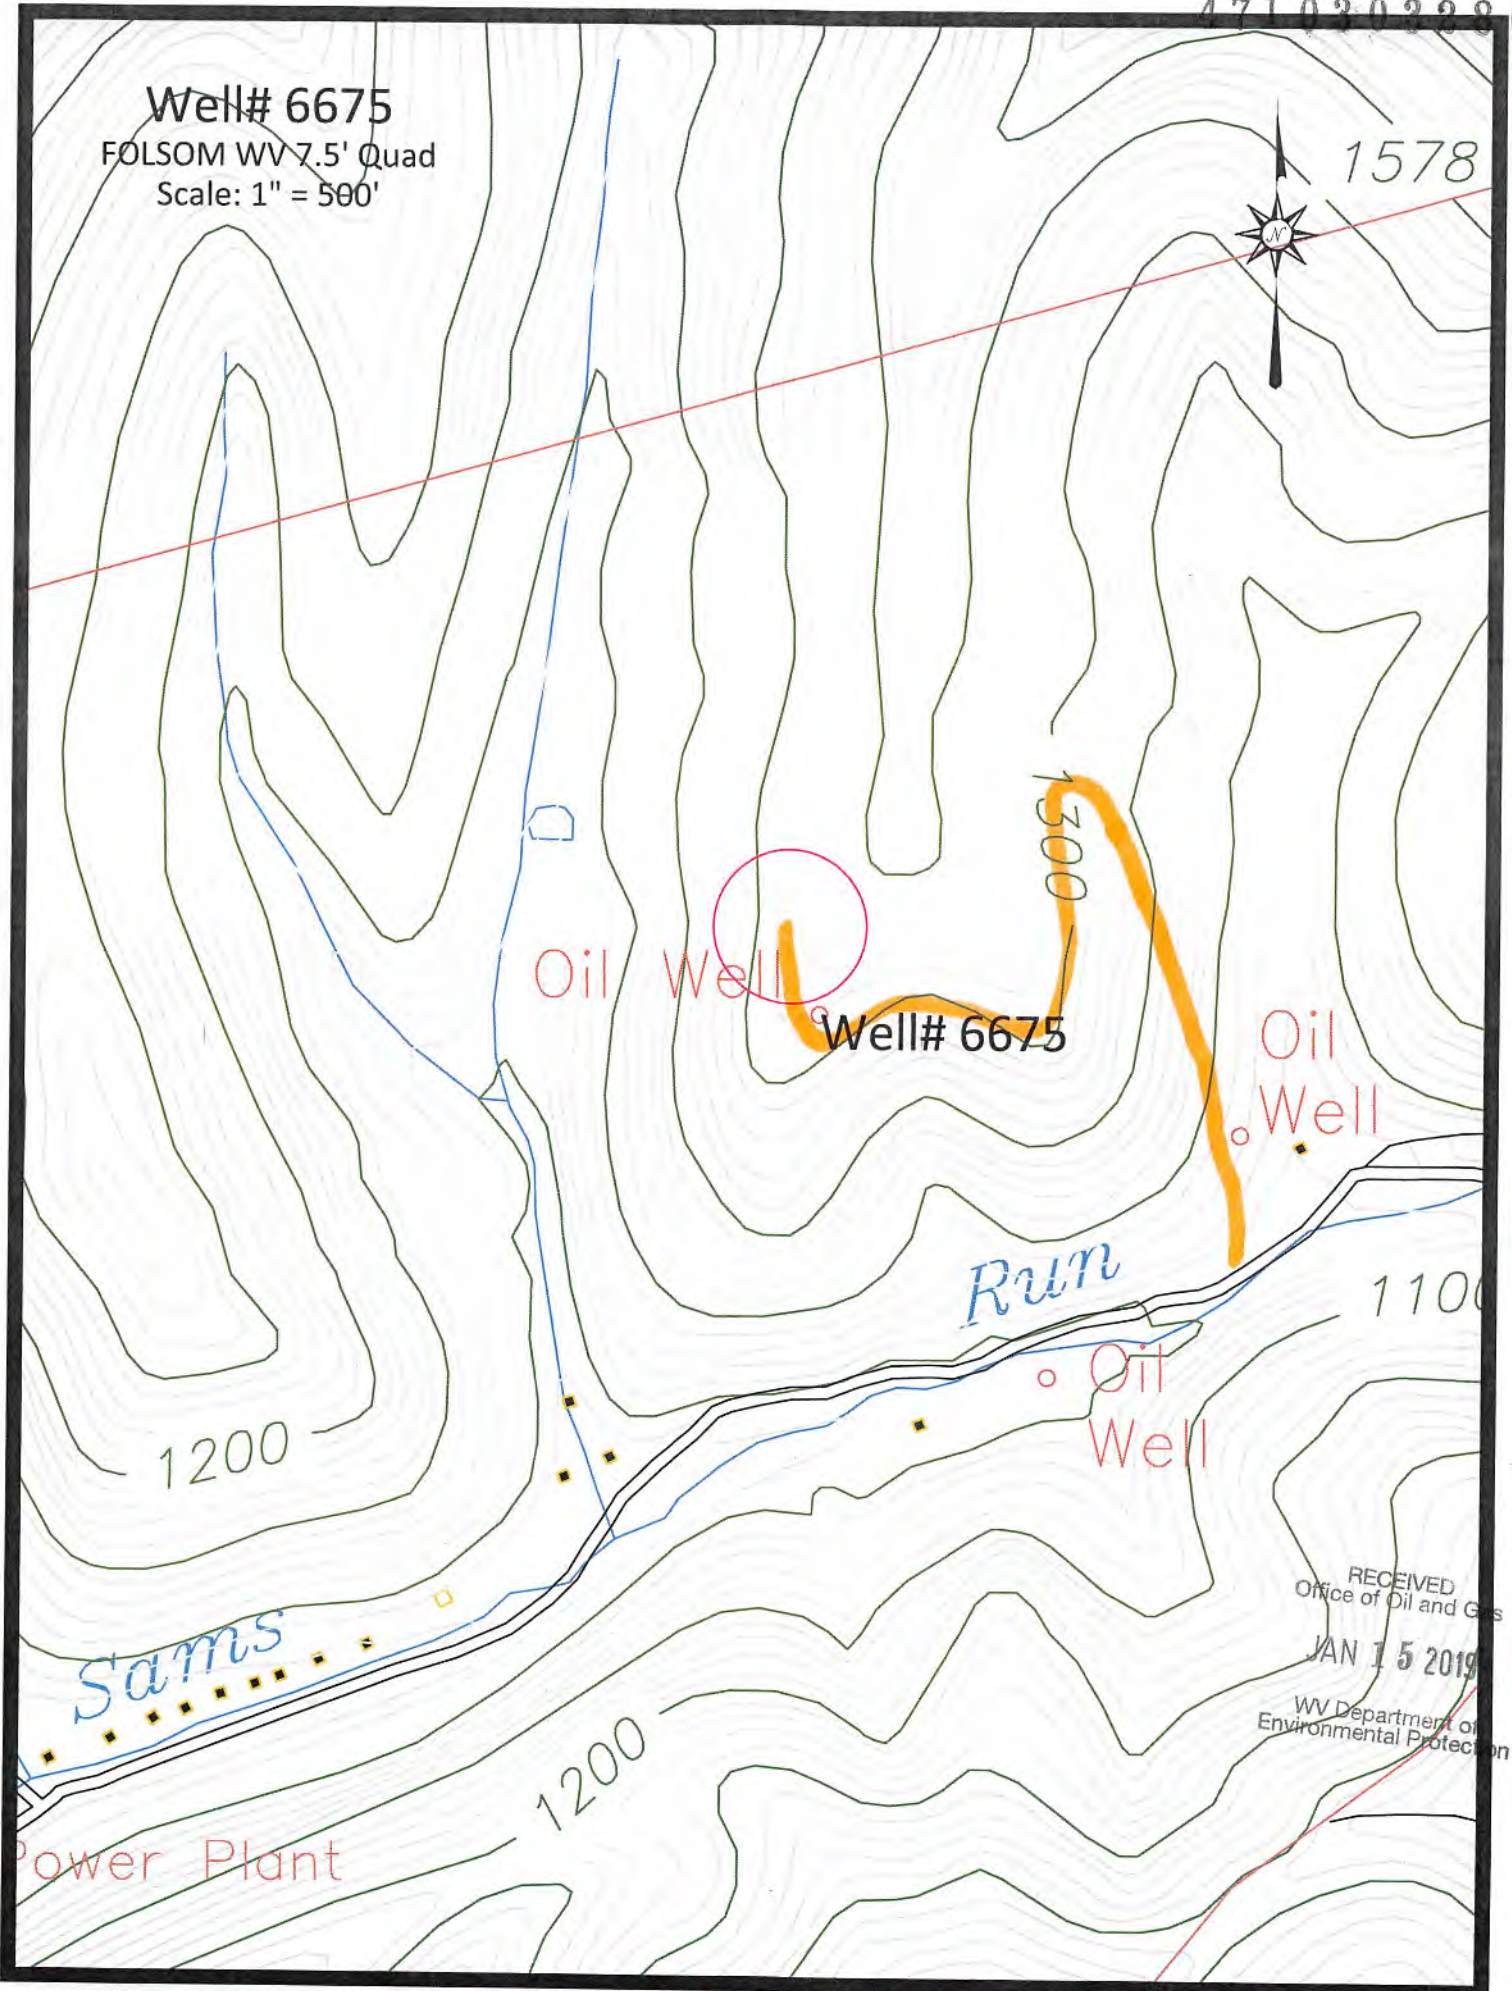 Well# 6675
FOLSOM WV 7.5' Quad
Scale: 1" = 500'
1578
N
1300
Oil Well
Well# 6675
Oil
Well
Run
1100
Oil
Well
1200
RECEIVED
Office of Oil and Gas
JAN 15 2019
WV Department of
Environmental Protection
Sams
1200
Power Plant